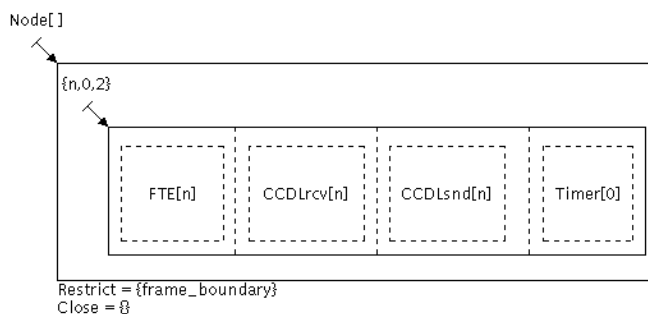 Node[]
{n,0,2}
FTE[n] CCDLrcv[n] CCDLsnd[n] Timer[0]
Restrict = {frame_boundary}
Close = {}